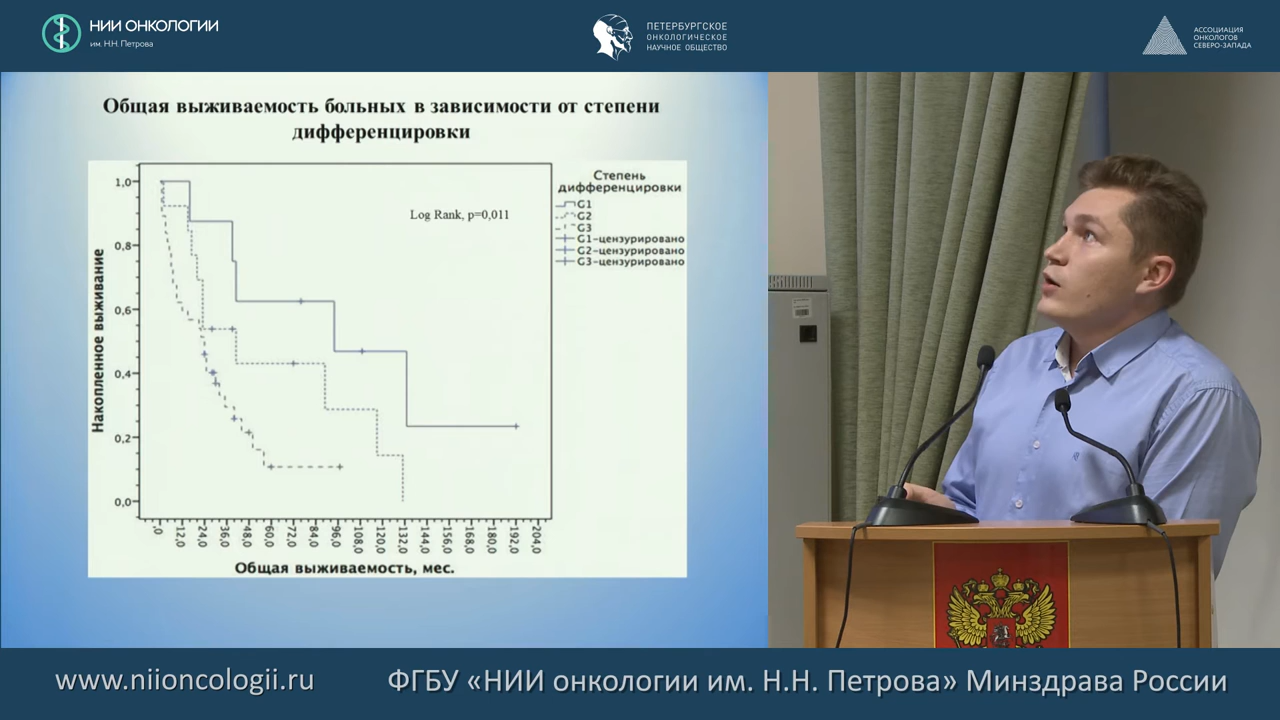 НИИ ОНКОЛОГИИ
им. Н.Н. Петрова
ПЕТЕРБУРГСКОЕ
ОНКОЛОГИЧЕСКОЕ
НАУЧНОЕ ОБЩЕСТВО
АССОЦИАЦИЯ
ОНКОЛОГОВ
СЕВЕРО-ЗАПАДА
Общая выживаемость больных в зависимости от степени
дифференцировки
Накопленное выживание
1,0
0,8
0,6
0,4
0,2
0,0
Log Rank, p=0,011
Степень
дифференцировки
G1
G2
G3
G1-цензурировано
G2-цензурировано
G3-цензурировано
,0
12,0
24,0
36,0
48,0
60,0
72,0
84,0
96,0
108,0
120,0
132,0
144,0
156,0
168,0
180,0
192,0
204,0
Общая выживаемость, мес.
www.niioncologii.ru
ФГБУ «НИИ онкологии им. Н.Н. Петрова» Минздрава России